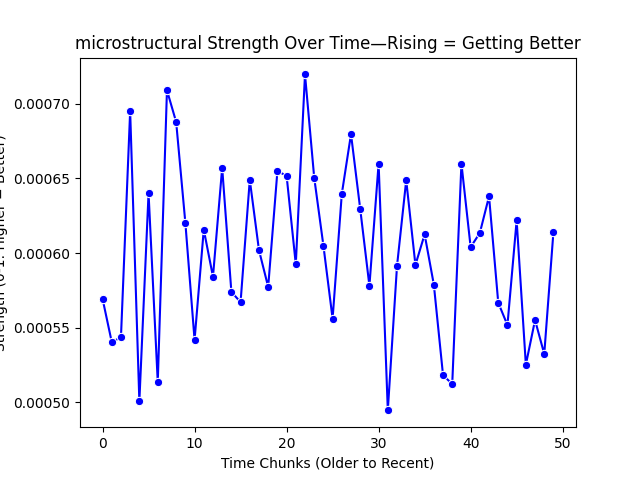 microstructural Strength Over Time—Rising = Getting Better
Strength (0-1: Higher = Better)
0.00070
0.00065
0.00060
0.00055
0.00050
0 10 20 30 40 50
Time Chunks (Older to Recent)